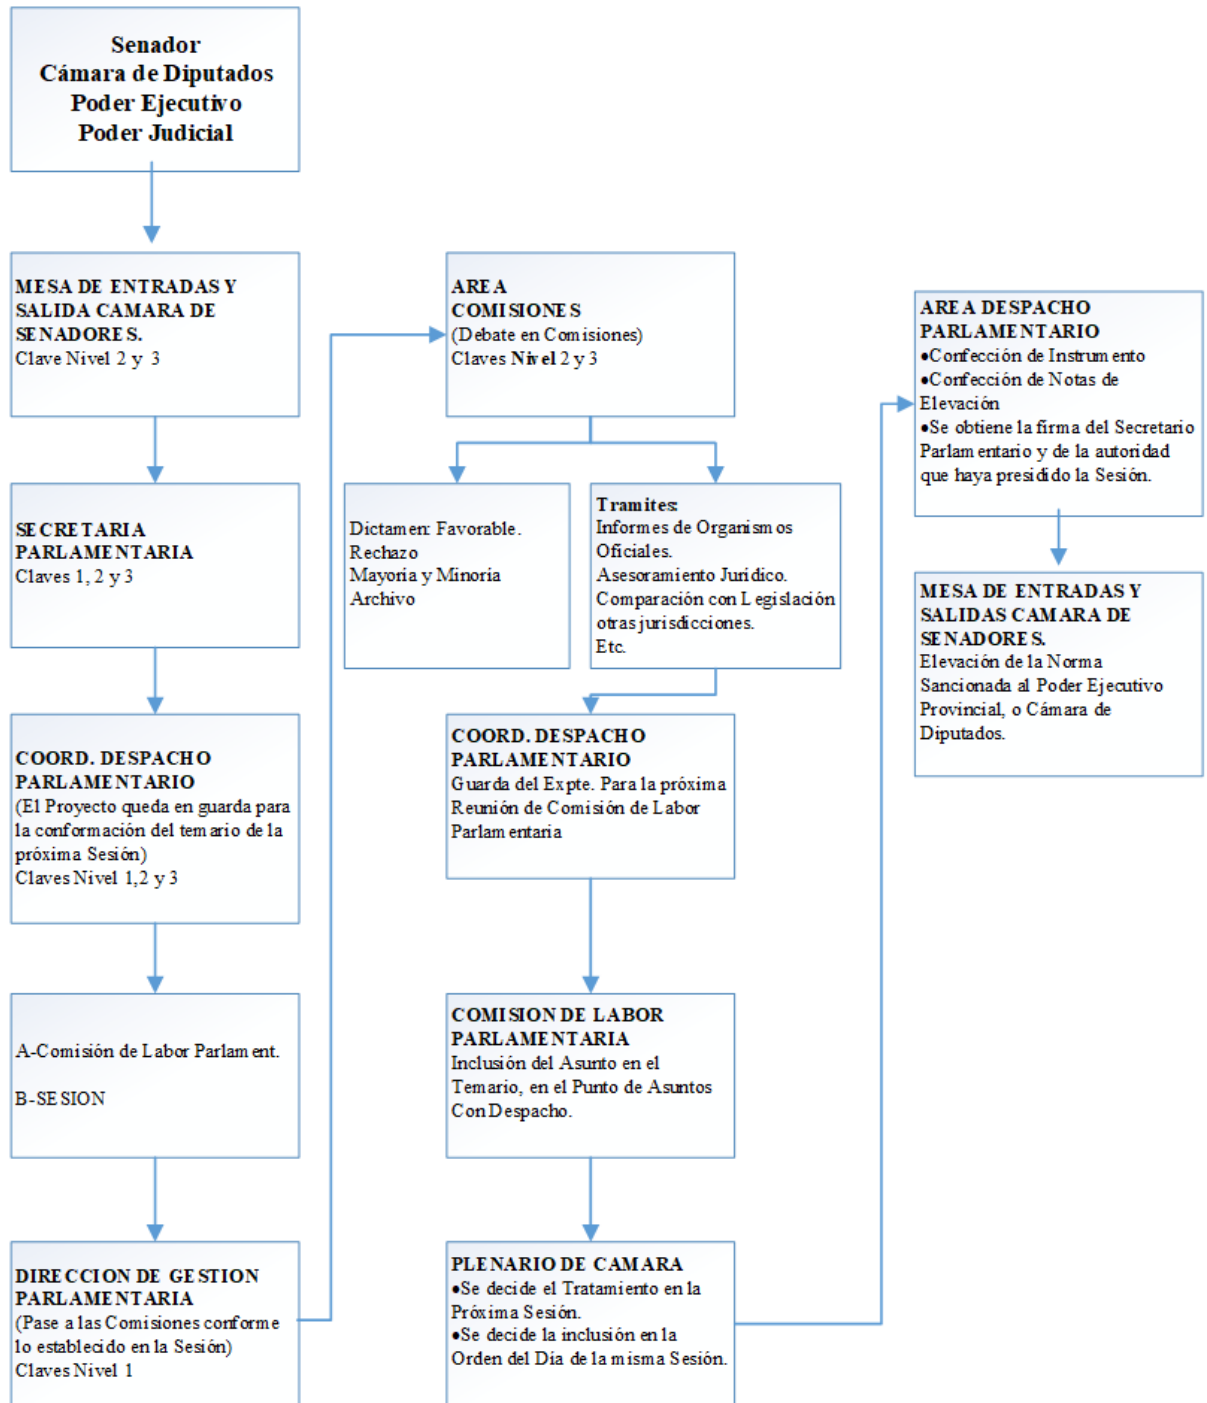 Senador
Cámara de Diputados
Poder Ejecutivo
Poder Judicial
MESA DE ENTRADAS Y
SALIDA CAMARA DE
SENADORES.
Clave Nivel 2 y 3
SECRETARIA
PARLAMENTARIA
Claves 1, 2 y 3
COORD. DESPACHO
PARLAMENTARIO
(El Proyecto queda en guarda para
la conformación del temario de la
próxima Sesión)
Claves Nivel 1,2 y 3
A-Comisión de Labor Parlament.
B-SESION
DIRECCION DE GESTION
PARLAMENTARIA
(Pase a las Comisiones conforme
lo establecido en la Sesión)
Claves Nivel 1
AREA
COMISIONES
(Debate en Comisiones)
Claves Nivel 2 y 3
Dictamen: Favorable.
Rechazo
Mayoría y Minoría
Archivo
Tramites:
Informes de Organismos
Oficiales.
Asesoramiento Jurídico.
Comparación con Legislación
otras jurisdicciones.
Etc.
COORD. DESPACHO
PARLAMENTARIO
Guarda del Expte. Para la próxima
Reunión de Comisión de Labor
Parlamentaria
COMISION DE LABOR
PARLAMENTARIA
Inclusión del Asunto en el
Temario, en el Punto de Asuntos
Con Despacho.
PLENARIO DE CAMARA
•Se decide el Tratamiento en la
Próxima Sesión.
•Se decide la inclusión en la
Orden del Día de la misma Sesión.
AREA DESPACHO
PARLAMENTARIO
•Confección de Instrumento
•Confección de Notas de
Elevación
•Se obtiene la firma del Secretario
Parlamentario y de la autoridad
que haya presidido la Sesión.
MESA DE ENTRADAS Y
SALIDAS CAMARA DE
SENADORES.
Elevación de la Norma
Sancionada al Poder Ejecutivo
Provincial, o Cámara de
Diputados.